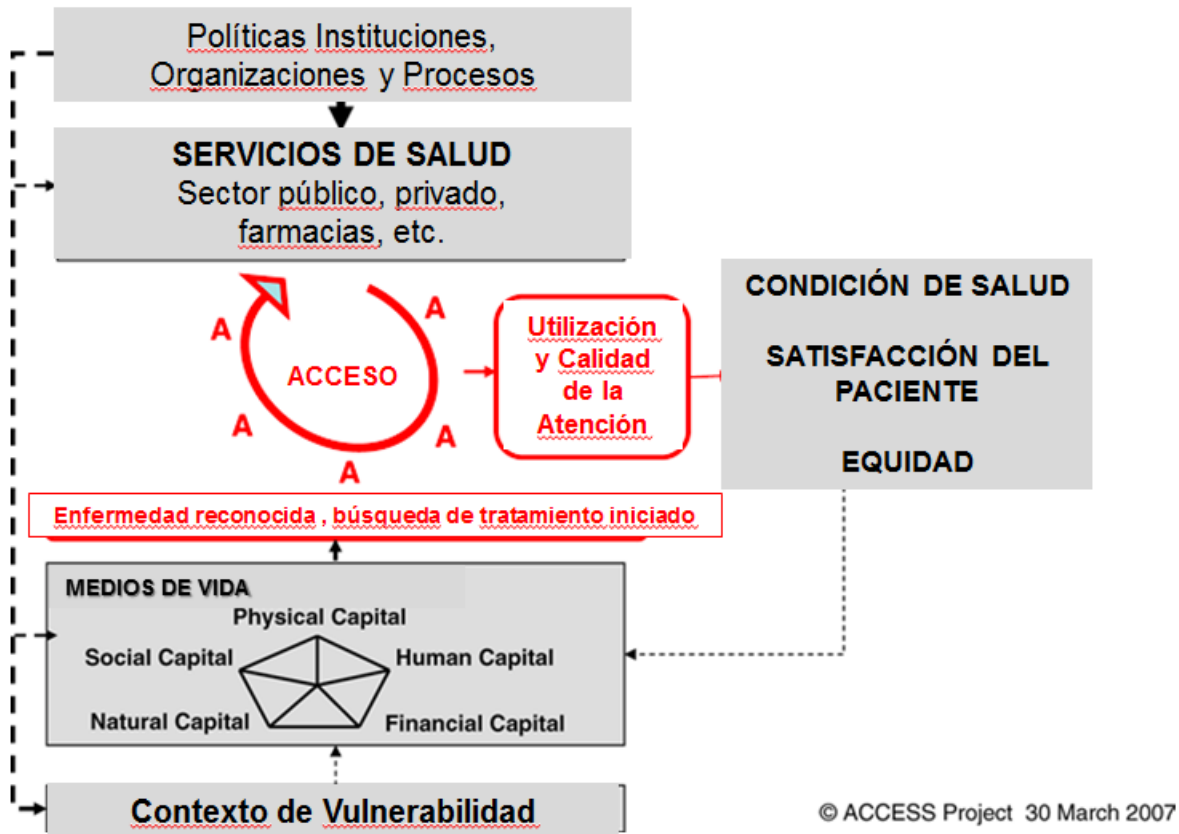 Políticas Instituciones,
Organizaciones y Procesos
SERVICIOS DE SALUD
Sector público, privado,
farmacias, etc.
A
A
ACCESO
A
A
A
Utilización
y Calidad
de la
Atención
CONDICIÓN DE SALUD
SATISFACCIÓN DEL
PACIENTE
EQUIDAD
Enfermedad reconocida , búsqueda de tratamiento iniciado
MEDIOS DE VIDA
Physical Capital
Social Capital
Human Capital
Natural Capital
Financial Capital
Contexto de Vulnerabilidad
© ACCESS Project 30 March 2007